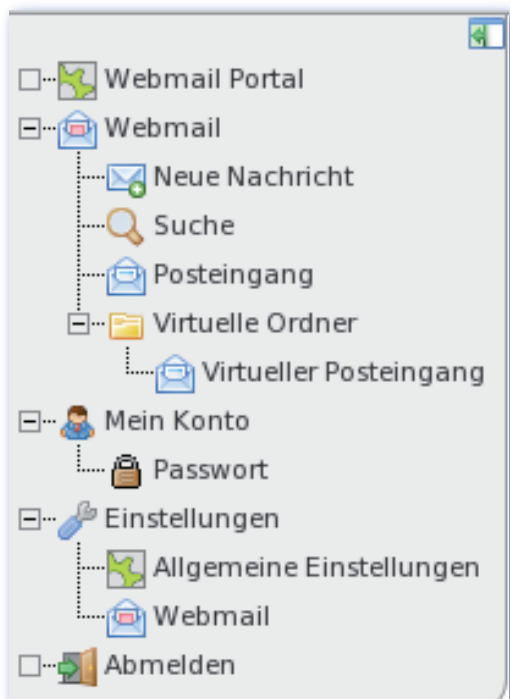 Webmail Portal
Webmail
Neue Nachricht
Suche
Posteingang
Virtuelle Ordner
Virtueller Posteingang
Mein Konto
Passwort
Einstellungen
Allgemeine Einstellungen
Webmail
Abmelden